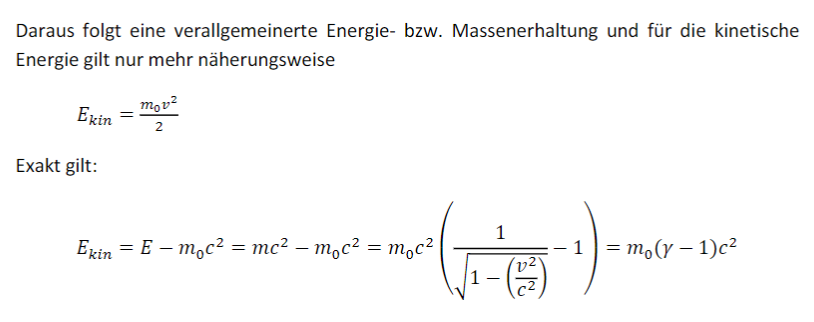 Daraus folgt eine verallgemeinerte Energie- bzw. Massenerhaltung und für die kinetische
Energie gilt nur mehr näherungsweise
E_{kin} = \frac{m_0 v^2}{2}
Exakt gilt:
E_{kin} = E - m_0 c^2 = mc^2 - m_0 c^2 = m_0 c^2 \left( \frac{1}{\sqrt{1 - \left( \frac{v^2}{c^2} \right)}} - 1 \right) = m_0 (\gamma - 1) c^2